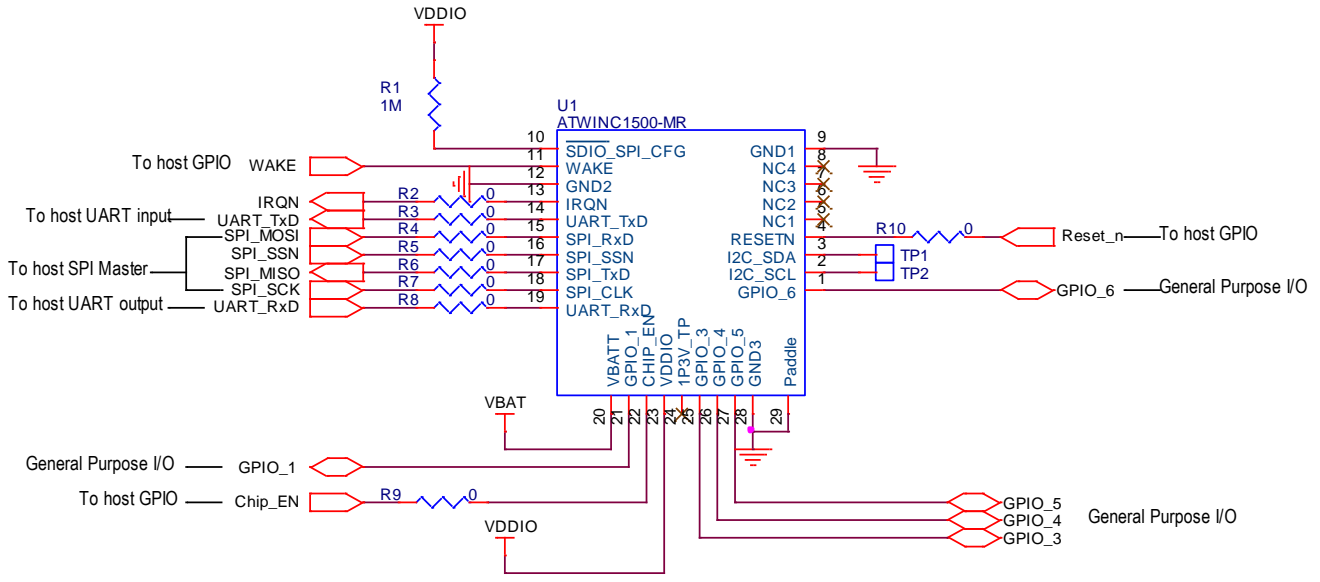 VDDIO
R1
1M
U1
ATWINC1500-MR
10 SDIO_SPI_CFG
11 WAKE
12 GND2
13 IRQN
14 UART_TxD
15 SPI_RxD
16 SPI_SSN
17 SPI_TxD
18 SPI_CLK
19 UART_RxD
9 GND1
8 NC4
7 NC3
6 NC2
5 NC1
4 RESETN
3 I2C_SDA
2 I2C_SCL
1 GPIO_6
To host GPIO WAKE
IRQN R2 0
To host UART input UART_TxD R3 0
SPI_MOSI R4 0
SPI_SSN R5 0
To host SPI Master
SPI_MISO R6 0
SPI_SCK R7 0
To host UART output UART_RxD R8 0
R10 0 Reset_n To host GPIO
TP1
TP2
GPIO_6 General Purpose I/O
VBATT
GPIO_1
CHIP_EN
VDDIO
1P3V_TP
GPIO_3
GPIO_4
GPIO_5
GND3
Paddle
20 21 22 23 24 25 26 27 28 29
VBAT
General Purpose I/O GPIO_1
To host GPIO Chip_EN R9 0
VDDIO
GPIO_5
GPIO_4 General Purpose I/O
GPIO_3